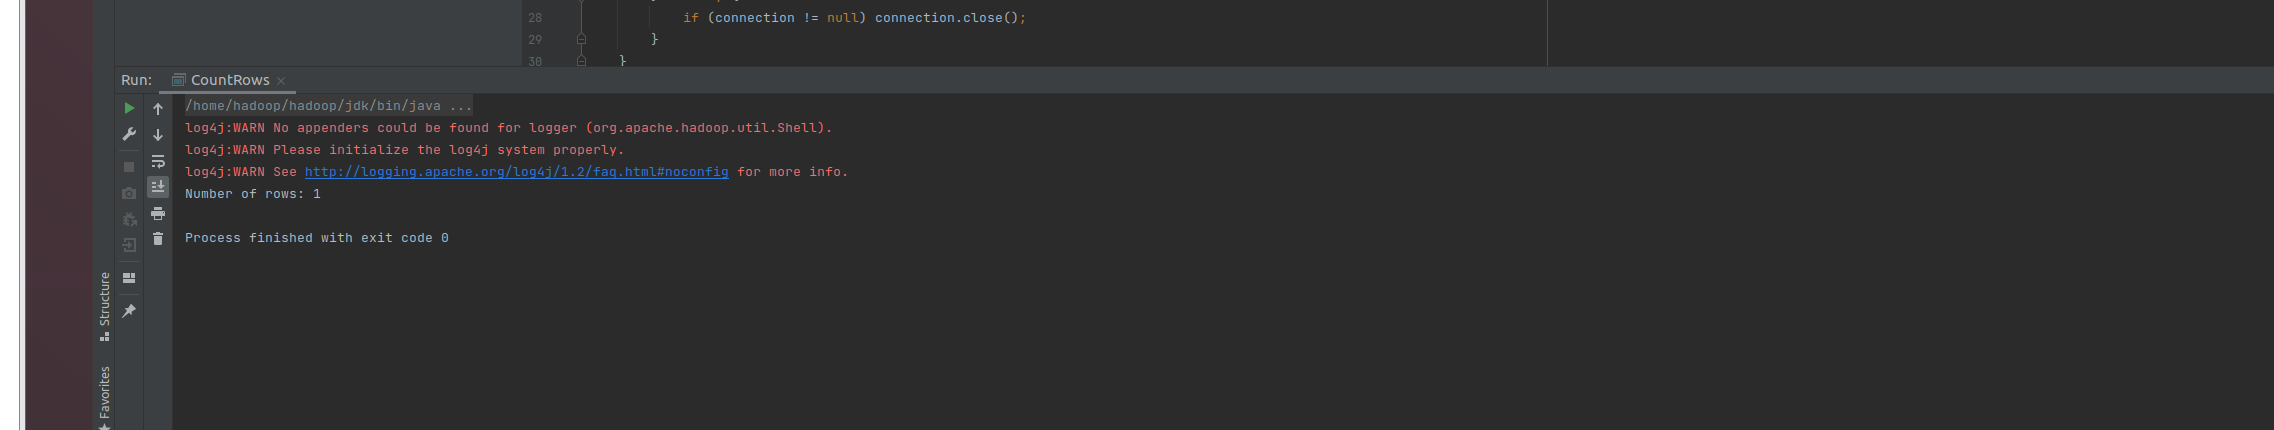 28 if (connection != null) connection.close();
29 }
30 }
Run: CountRows
/home/hadoop/hadoop/jdk/bin/java ...
log4j:WARN No appenders could be found for logger (org.apache.hadoop.util.Shell).
log4j:WARN Please initialize the log4j system properly.
log4j:WARN See http://logging.apache.org/log4j/1.2/faq.html#noconfig for more info.
Number of rows: 1
Process finished with exit code 0
Structure
Favorites